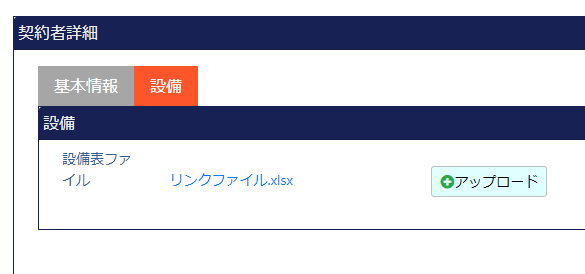 契約者詳細
基本情報 設備
設備
設備表ファ
イル リンクファイル.xlsx アップロード